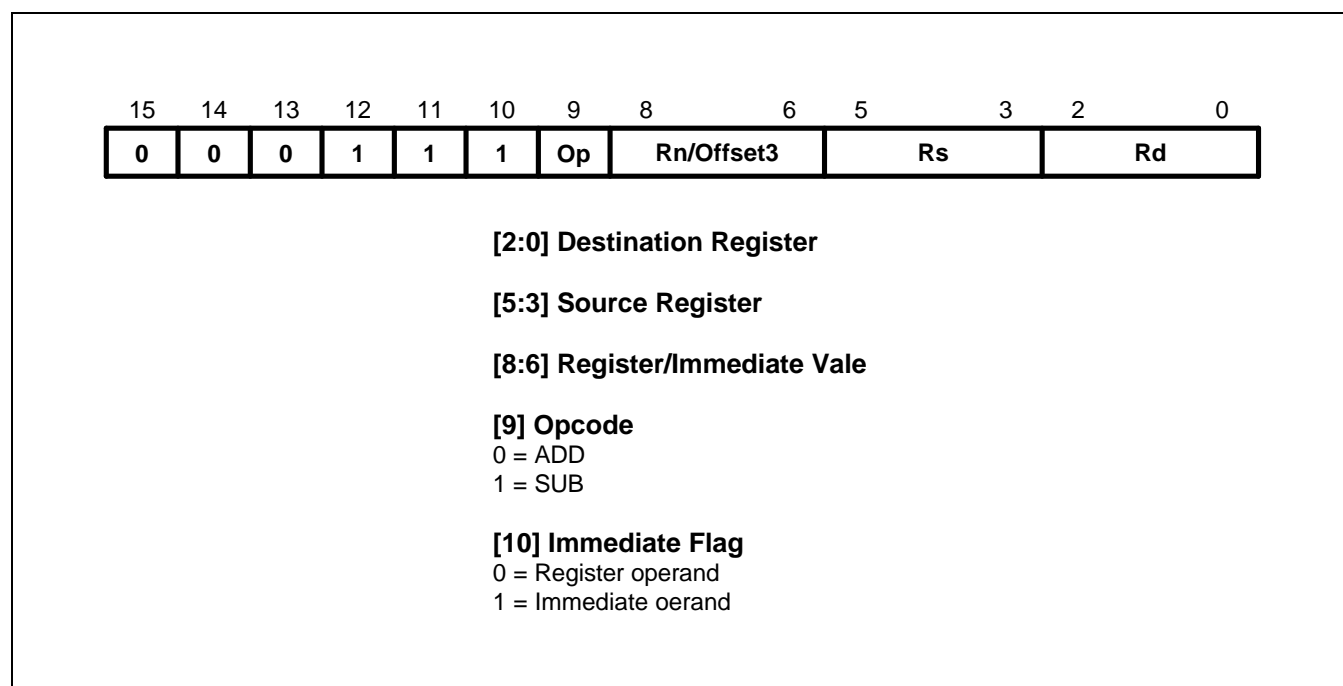 15 14 13 12 11 10 9 8 6 5 3 2 0
0 0 0 1 1 1 Op Rn/Offset3 Rs Rd
[2:0] Destination Register
[5:3] Source Register
[8:6] Register/Immediate Vale
[9] Opcode
0 = ADD
1 = SUB
[10] Immediate Flag
0 = Register operand
1 = Immediate oerand